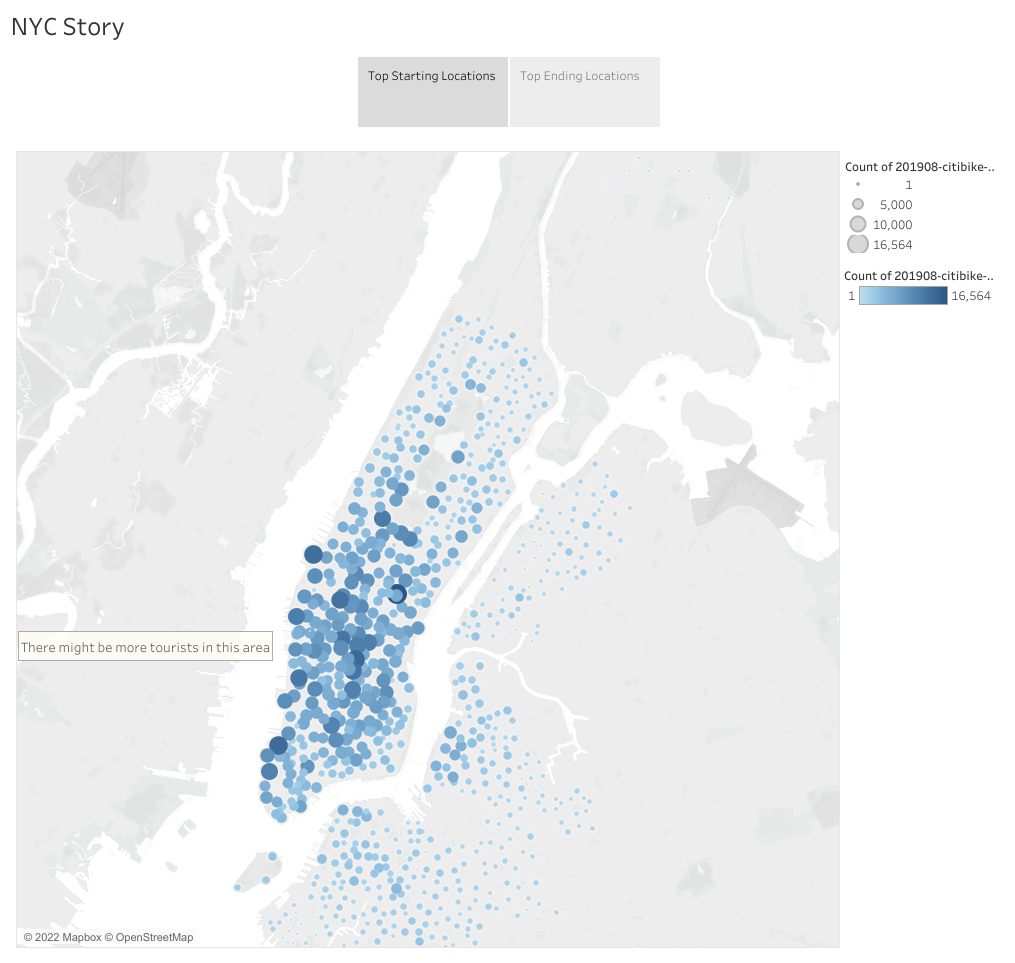 NYC Story
Top Starting Locations
Top Ending Locations
Count of 201908-citibike-..
1
5,000
10,000
16,564
Count of 201908-citibike-..
1 16,564
There might be more tourists in this area
© 2022 Mapbox © OpenStreetMap